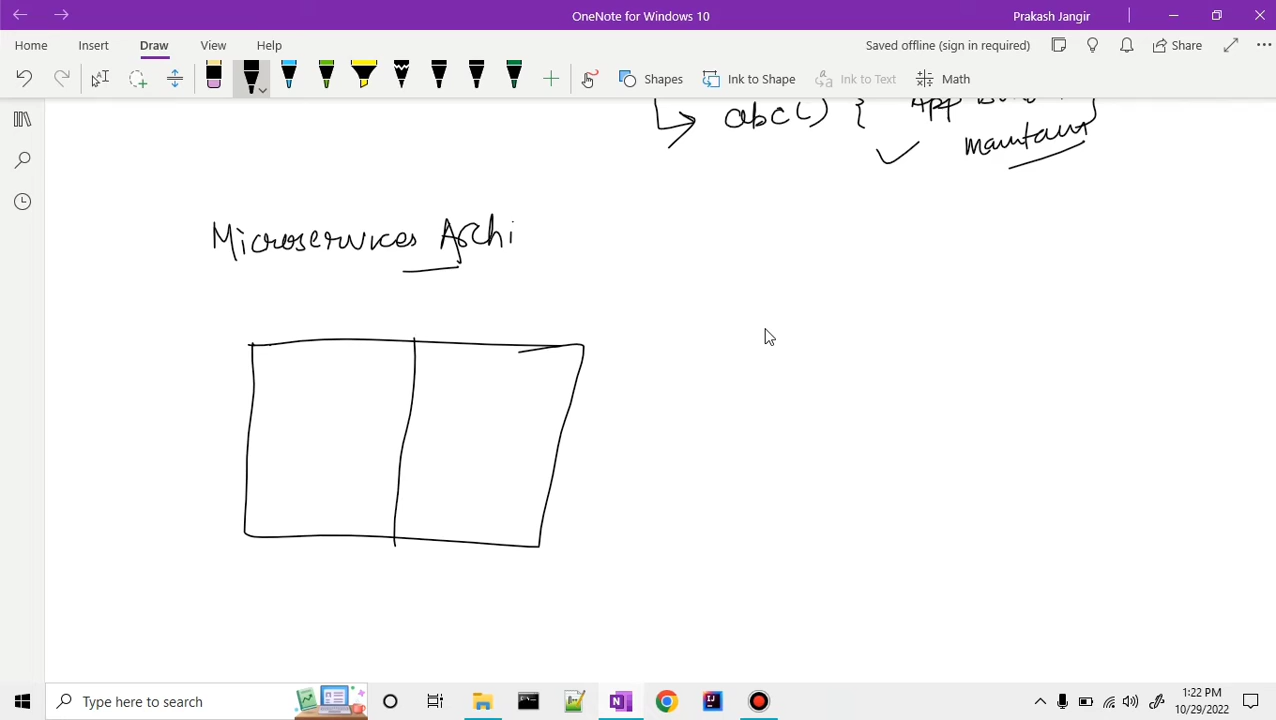 OneNote for Windows 10
Prakash Jangir
Home Insert Draw View Help
Saved offline (sign in required) Share
Shapes Ink to Shape Ink to Text Math
abc() { App }
maintain
Microservices Archi
Type here to search
1:22 PM
10/29/2022